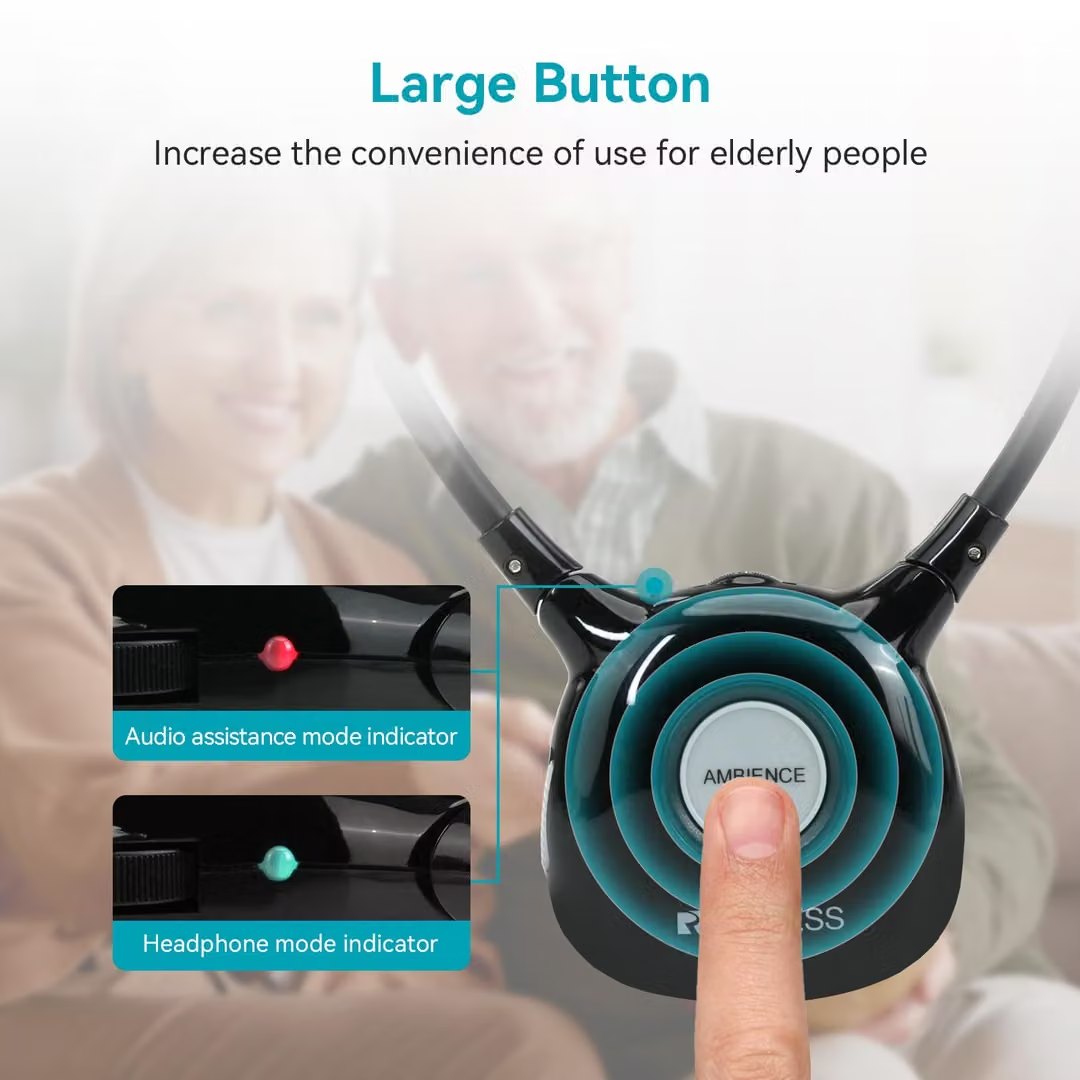 Large Button
Increase the convenience of use for elderly people
Audio assistance mode indicator
AMBIENCE
Headphone mode indicator